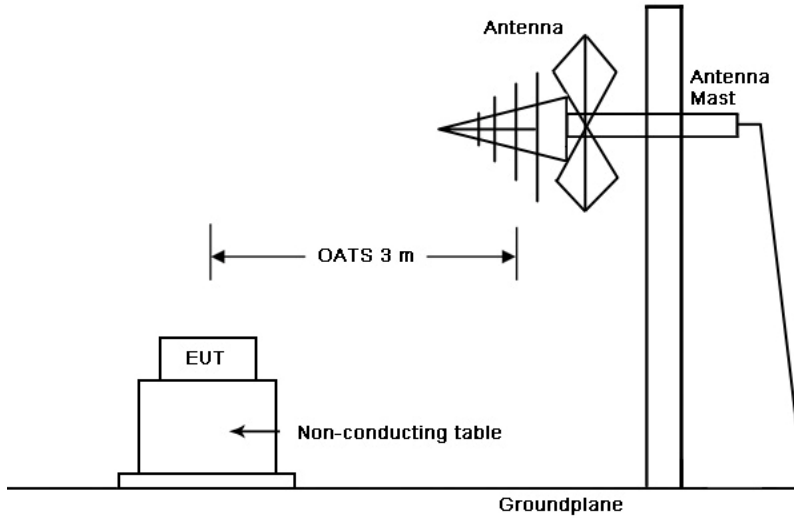 Antenna
Antenna
Mast
OATS 3 m
EUT
Non-conducting table
Groundplane